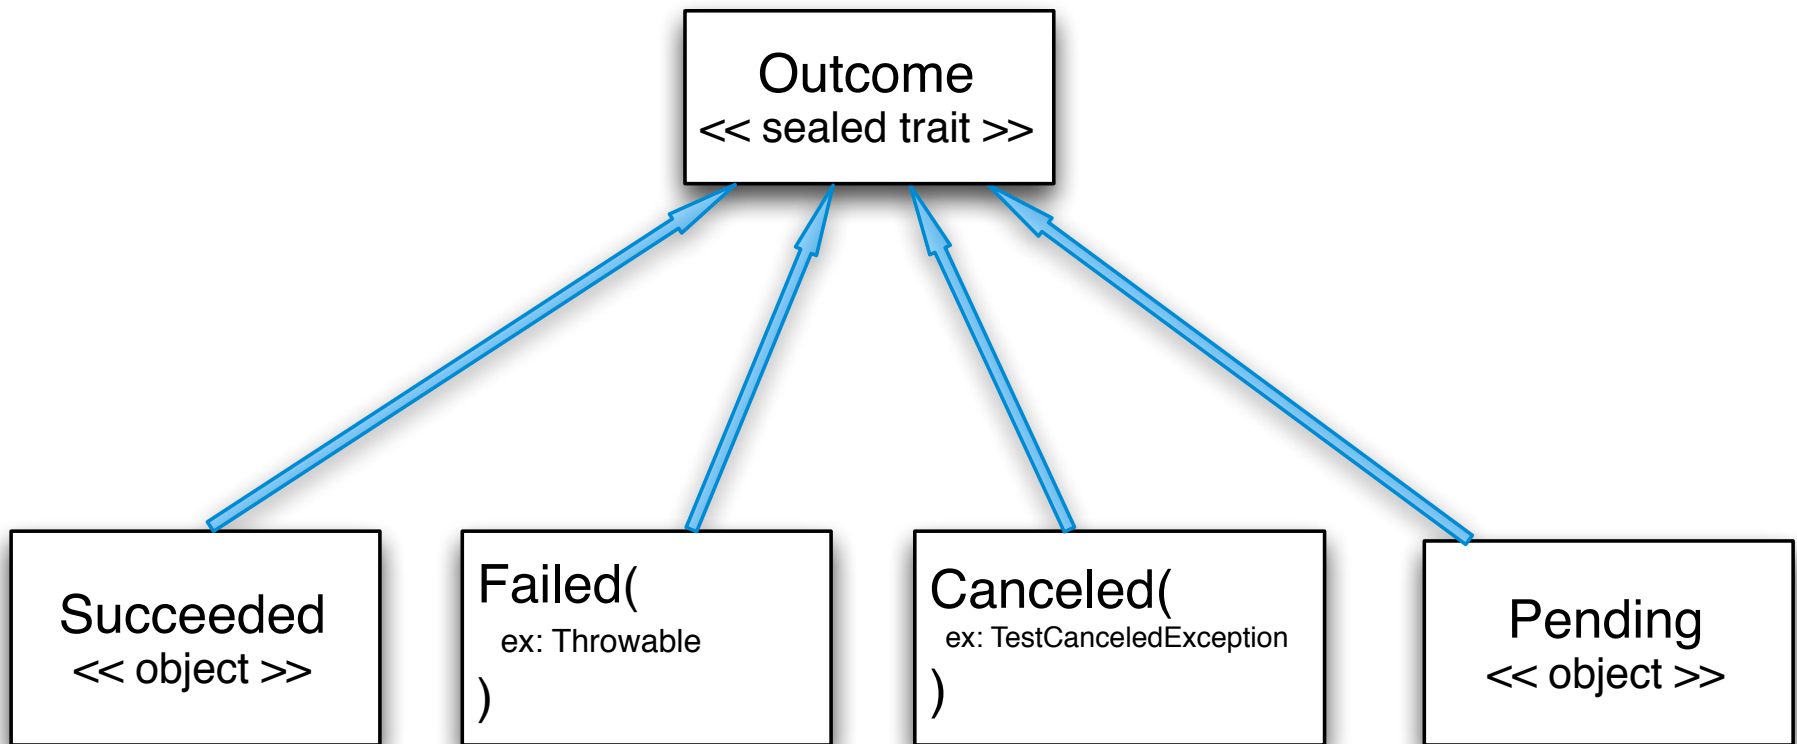 Outcome
<< sealed trait >>
Succeeded
<< object >>
Failed(
ex: Throwable
)
Canceled(
ex: TestCanceledException
)
Pending
<< object >>